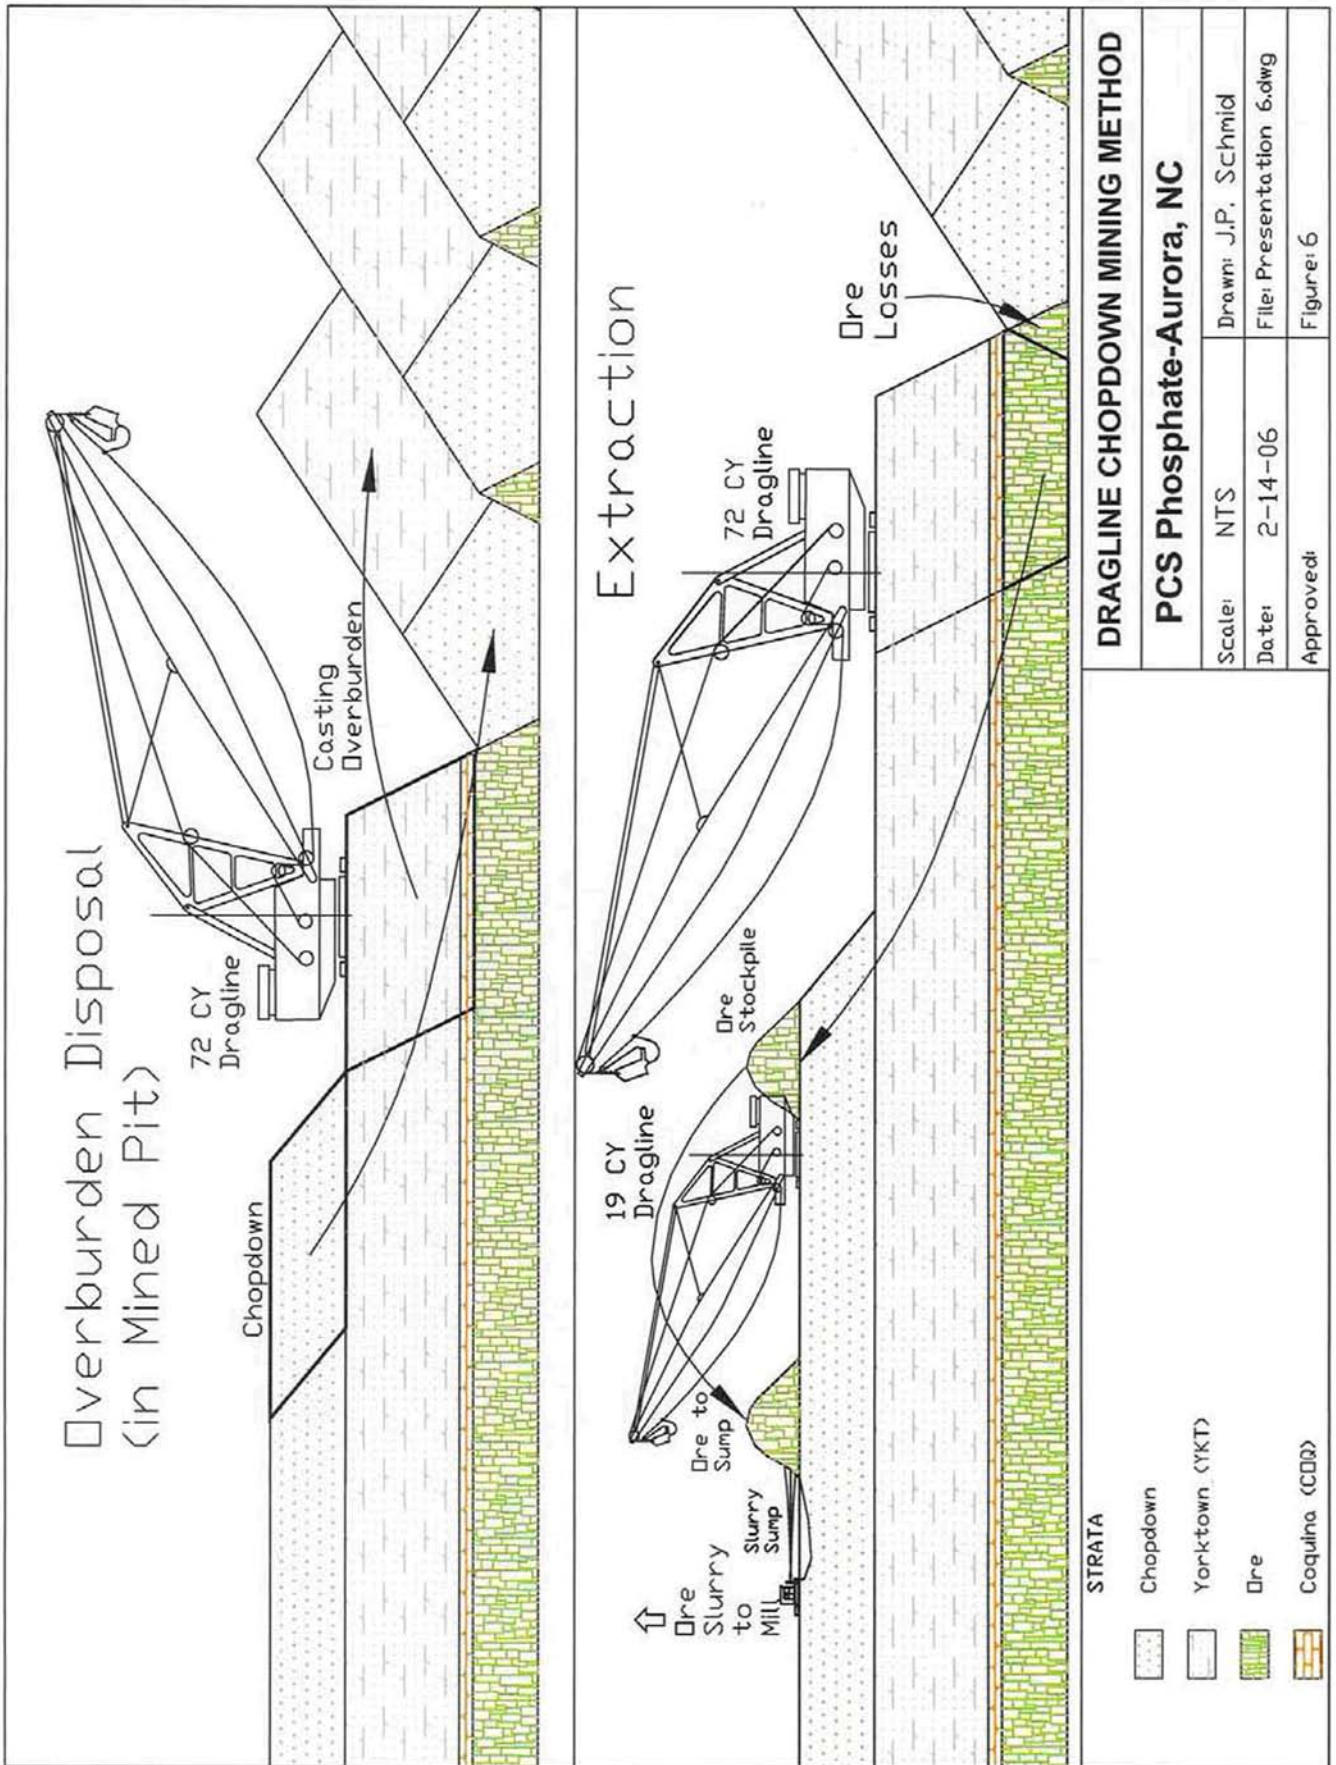 Overburden Disposal
(in Mined Pit)
Chopdown
72 CY
Dragline
Casting
Overburden
Extraction
Ore
Slurry
to
Mill
Slurry
Sump
Ore to
Sump
19 CY
Dragline
Ore
Stockpile
72 CY
Dragline
Ore
Losses
STRATA
Chopdown
Yorktown (YKT)
Ore
Coquina (COQ)
DRAGLINE CHOPDOWN MINING METHOD
PCS Phosphate-Aurora, NC
Scale: NTS
Drawn: J.P. Schmid
Date: 2-14-06
File: Presentation 6.dwg
Approved:
Figure: 6